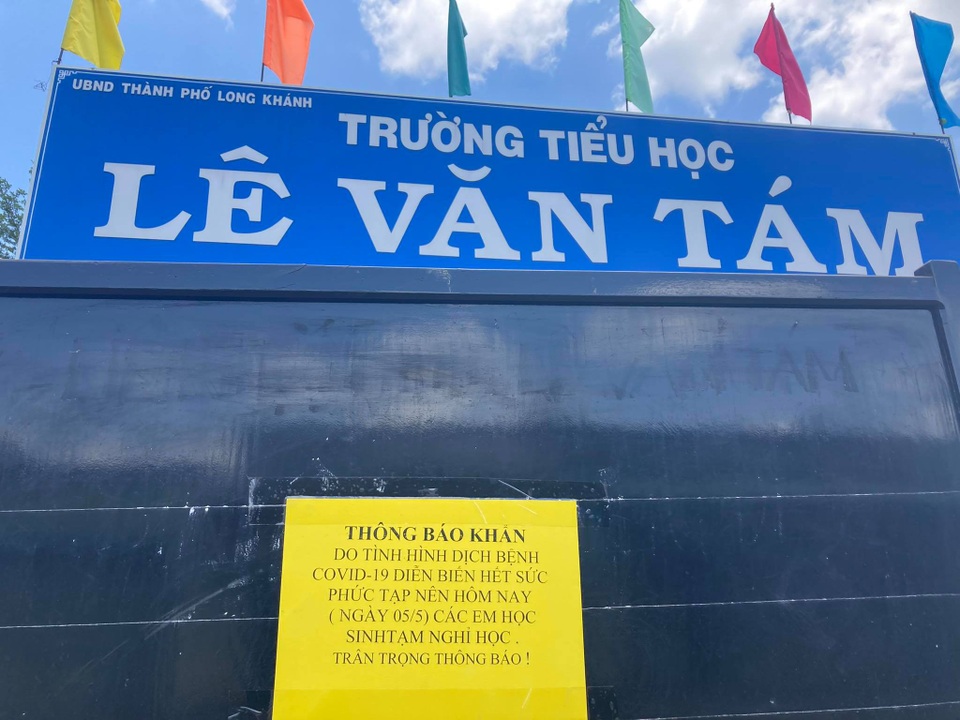 UBND THÀNH PHỐ LONG KHÁNH
TRƯỜNG TIỂU HỌC
LÊ VĂN TÁM
THÔNG BÁO KHẨN
DO TÌNH HÌNH DỊCH BỆNH
COVID-19 DIỄN BIẾN HẾT SỨC
PHỨC TẠP NÊN HÔM NAY
( NGÀY 05/5) CÁC EM HỌC
SINHTẠM NGHỈ HỌC .
TRÂN TRỌNG THÔNG BÁO !